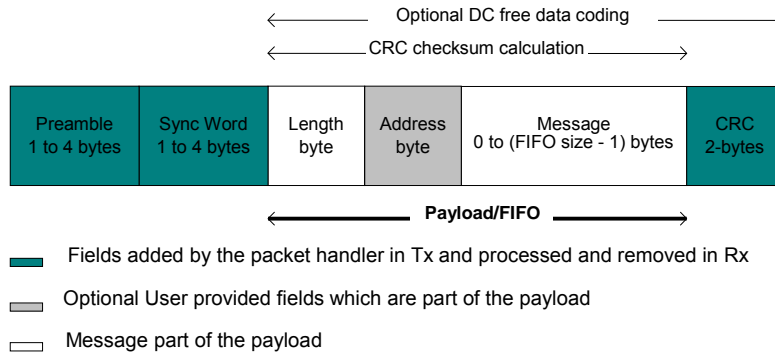 Optional DC free data coding
CRC checksum calculation
Preamble
1 to 4 bytes
Sync Word
1 to 4 bytes
Length
byte
Address
byte
Message
0 to (FIFO size - 1) bytes
CRC
2-bytes
Payload/FIFO
Fields added by the packet handler in Tx and processed and removed in Rx
Optional User provided fields which are part of the payload
Message part of the payload